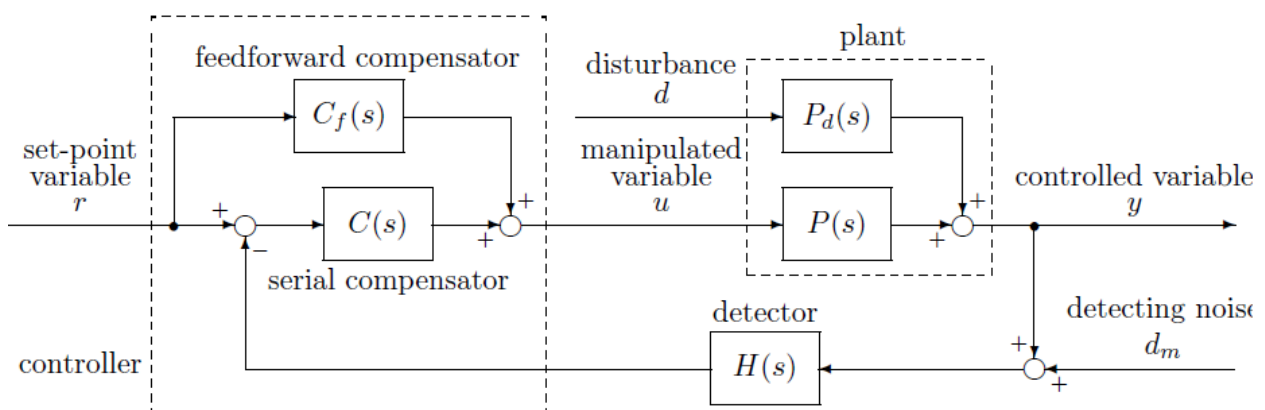 plant
feedforward compensator
disturbance
d
C_f(s)
P_d(s)
set-point
variable
r
manipulated
variable
u
controlled variable
y
+
+
+
+
C(s)
P(s)
−
+
+
serial compensator
detector
detecting noise
d_m
controller
H(s)
+
+